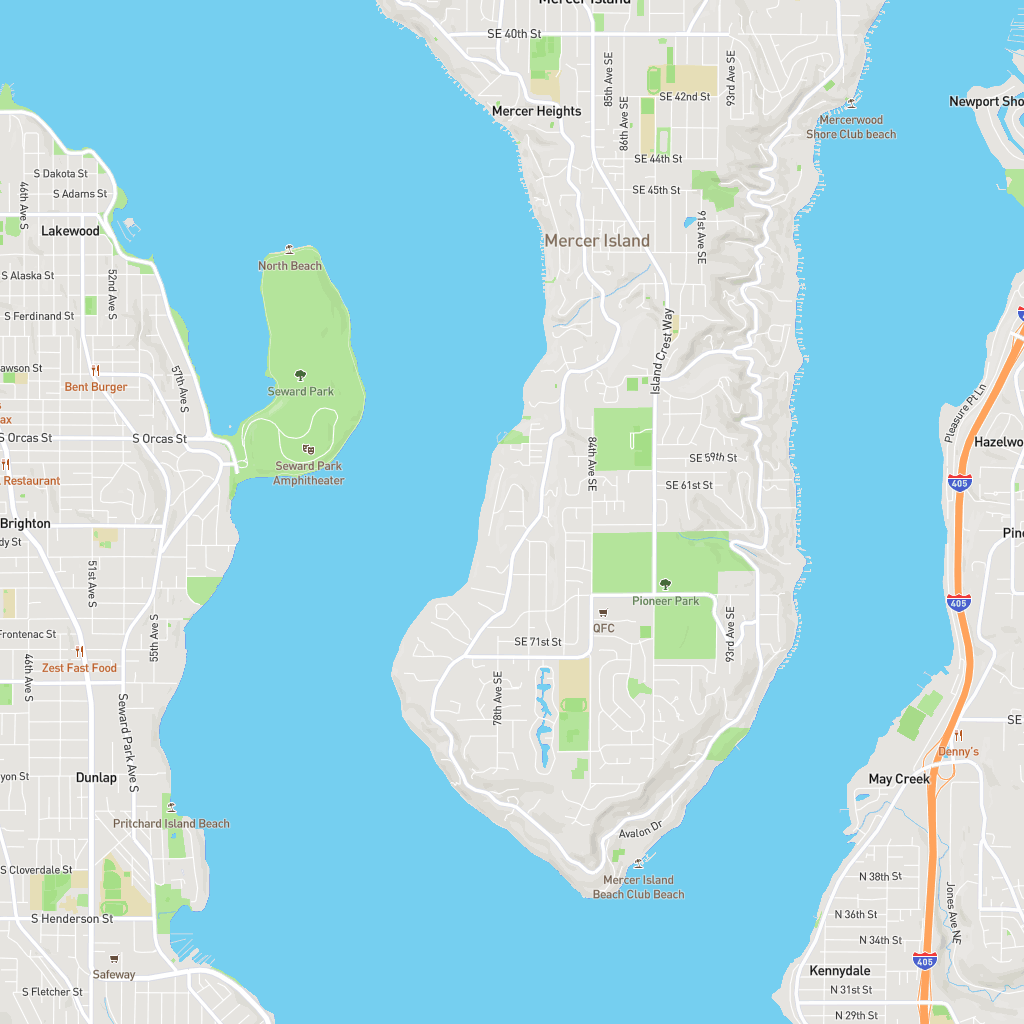 Mercer Island
SE 40th St
85th Ave SE
93rd Ave SE
SE 42nd St
Mercer Heights
86th Ave SE
Mercerwood
Shore Club beach
Newport Sho
S Dakota St
46th Ave S
S Adams St
SE 44th St
SE 45th St
Lakewood
Mercer Island
91st Ave SE
North Beach
S Alaska St
52nd Ave S
S Ferdinand St
Island Crest Way
awson St
Bent Burger
57th Ave S
Seward Park
Pleasure Pt Ln
ax
S Orcas St
S Orcas St
Hazelwo
84th Ave SE
Seward Park
Amphitheater
SE 59th St
Restaurant
SE 61st St
405
Brighton
Pine
dy St
51st Ave S
Pioneer Park
405
QFC
93rd Ave SE
Frontenac St
55th Ave S
SE 71st St
46th Ave S
Zest Fast Food
78th Ave SE
Seward Park Ave S
SE
Denny's
yon St
Dunlap
May Creek
Pritchard Island Beach
Avalon Dr
S Cloverdale St
Mercer Island
Beach Club Beach
N 38th St
Jones Ave NE
S Henderson St
N 36th St
N 34th St
405
Safeway
Kennydale
S Fletcher St
N 31st St
N 29th St